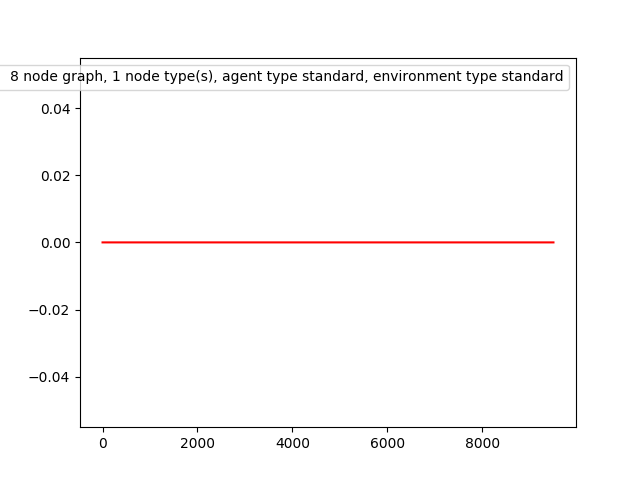 8 node graph, 1 node type(s), agent type standard, environment type standard
0.04
0.02
0.00
−0.02
−0.04
0 2000 4000 6000 8000